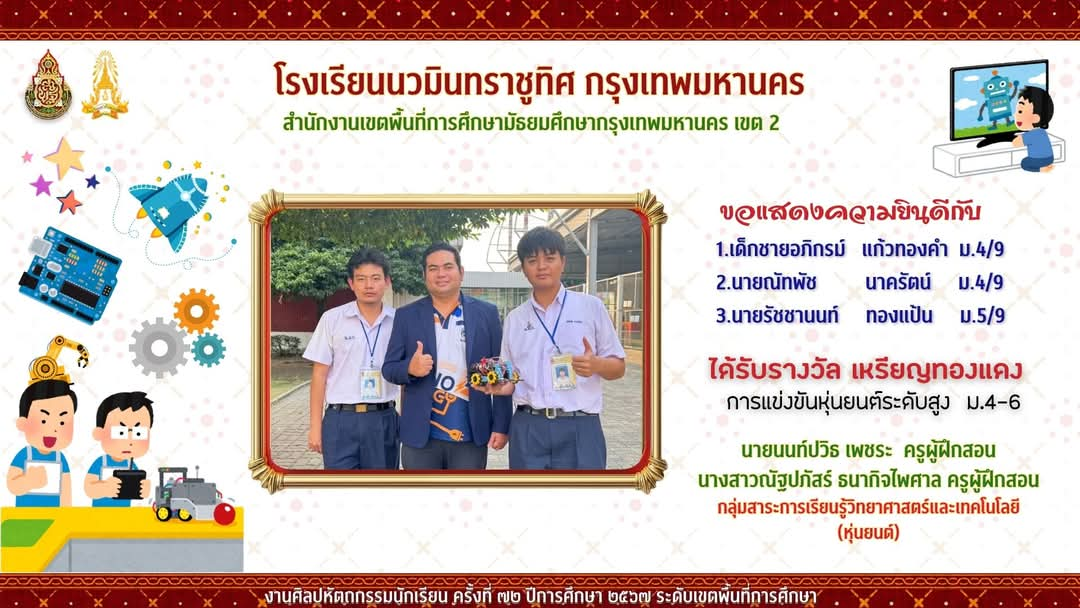 โรงเรียนนวมินทราชูทิศ กรุงเทพมหานคร
สำนักงานเขตพื้นที่การศึกษามัธยมศึกษากรุงเทพมหานคร เขต 2
ขอแสดงความยินดีกับ
1.เด็กชายอภิกรม์ แก้วทองคำ ม.4/9
2.นายณัทพัช นาครัตน์ ม.4/9
3.นายรัชชานนท์ ทองแป้น ม.5/9
ได้รับรางวัล เหรียญทองแดง
การแข่งขันหุ่นยนต์ระดับสูง ม.4-6
นายนนท์ปวิธ เพชระ ครูผู้ฝึกสอน
นางสาวณัฐปภัสร์ ธนากิจไพศาล ครูผู้ฝึกสอน
กลุ่มสาระการเรียนรู้วิทยาศาสตร์และเทคโนโลยี
(หุ่นยนต์)
งานศิลปหัตถกรรมนักเรียน ครั้งที่ ๗๒ ปีการศึกษา ๒๕๖๗ ระดับเขตพื้นที่การศึกษา